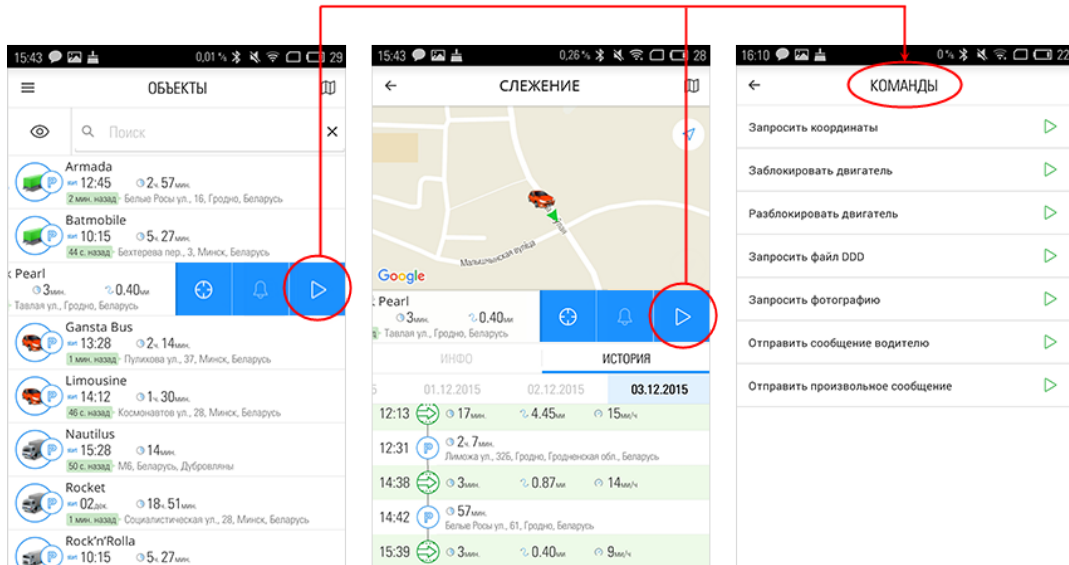 15:43 0,01 % 29
ОБЪЕКТЫ
Поиск
Armada
12:45 2ч. 57мин.
2 мин. назад Белые Росы ул., 16, Гродно, Беларусь
Batmobile
10:15 5ч. 27мин.
44 с. назад Бехтерева пер., 3, Минск, Беларусь
k Pearl
3мин. 0.40км
Тавлая ул., Гродно, Беларусь
Gansta Bus
13:28 2ч. 14мин.
1 мин. назад Пулихова ул., 37, Минск, Беларусь
Limousine
14:12 1ч. 30мин.
46 с. назад Космонавтов ул., 28, Минск, Беларусь
Nautilus
15:28 14мин.
50 с. назад М6, Беларусь, Дубровляны
Rocket
02дек. 18ч. 51мин.
1 мин. назад Социалистическая ул., 28, Минск, Беларусь
Rock'n'Rolla
10:15 5ч. 27мин.
15:43 0,26 % 28
СЛЕЖЕНИЕ
Малышчынская вуліца
Google
Pearl
3мин. 0.40км
Тавлая ул., Гродно, Беларусь
ИНФО ИСТОРИЯ
5 01.12.2015 02.12.2015 03.12.2015
12:13 17мин. 4.45км 15км/ч
12:31 P 2ч. 7мин.
Лиможа ул., 32Б, Гродно, Гродненская обл., Беларусь
14:38 3мин. 0.87км 14км/ч
14:42 P 57мин.
Белые Росы ул., 61, Гродно, Беларусь
15:39 3мин. 0.40км 9км/ч
16:10 0 % 22
КОМАНДЫ
Запросить координаты
Заблокировать двигатель
Разблокировать двигатель
Запросить файл DDD
Запросить фотографию
Отправить сообщение водителю
Отправить произвольное сообщение